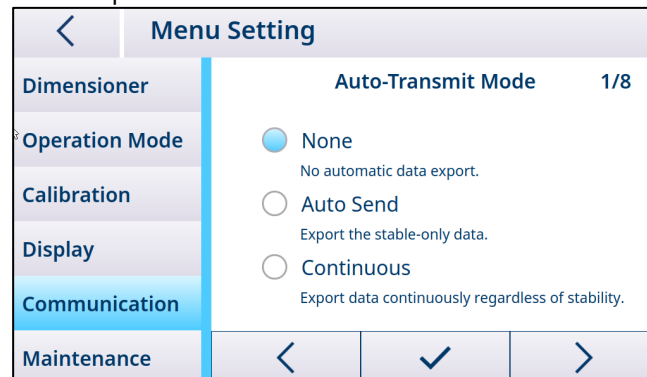 Menu Setting
Dimensioner
Operation Mode
Calibration
Display
Communication
Maintenance
Auto-Transmit Mode 1/8
None
No automatic data export.
Auto Send
Export the stable-only data.
Continuous
Export data continuously regardless of stability.